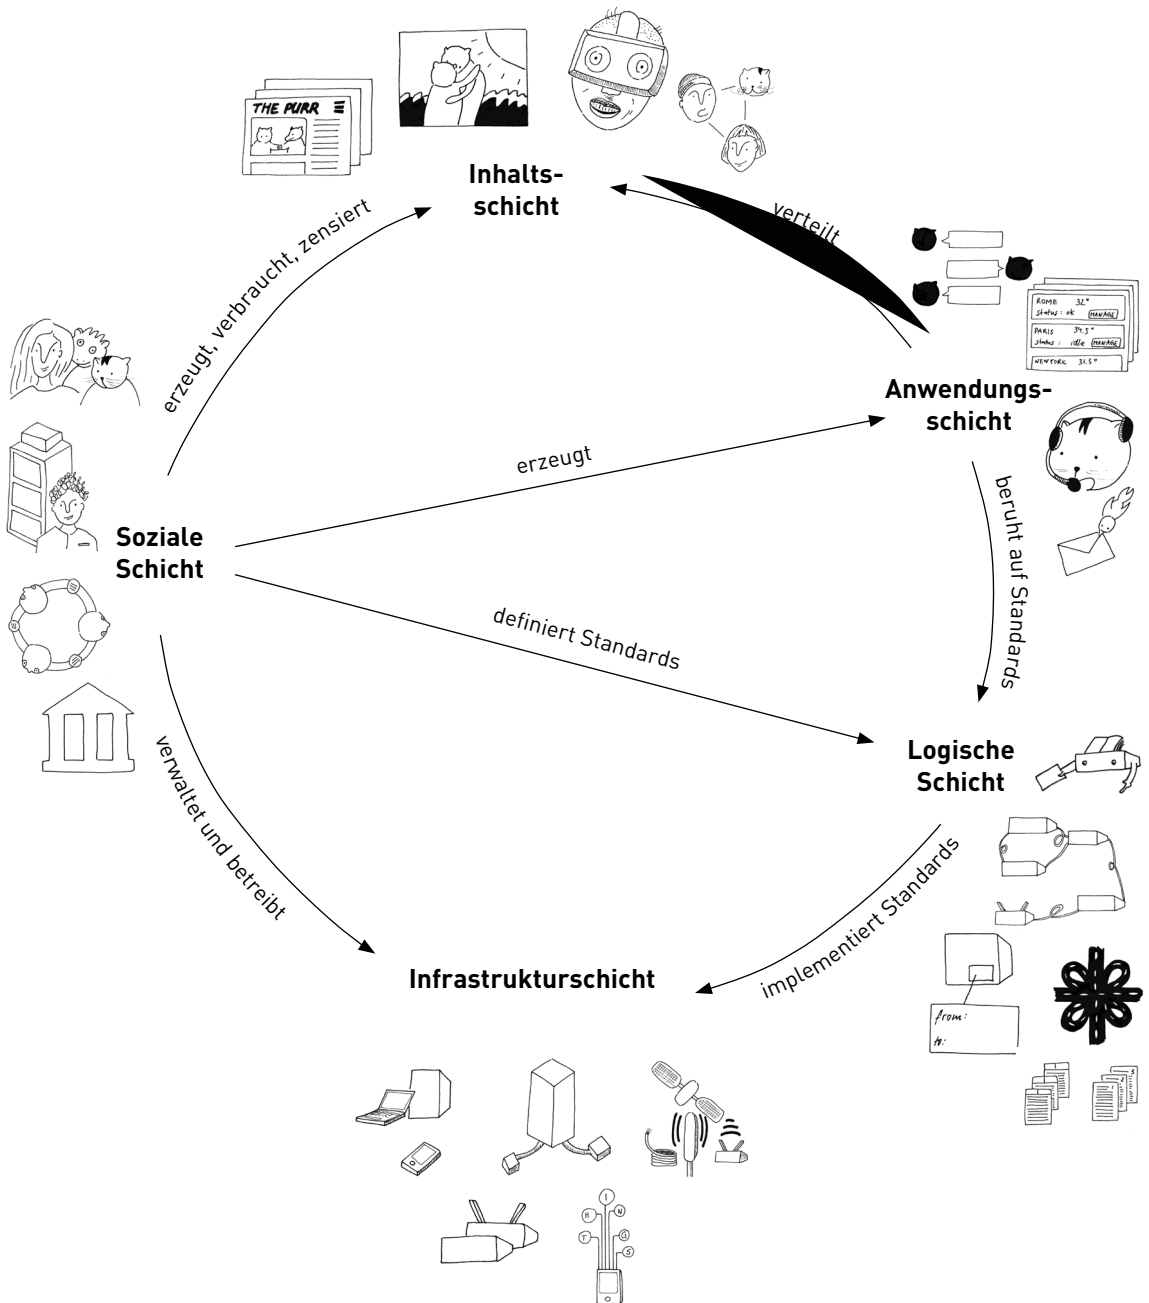 THE PURR
Inhalts-
schicht
erzeugt, verbraucht, zensiert
verteilt
ROME 32°
status: ok MANAGE
PARIS 34.5°
status: idle MANAGE
NEW YORK 31.3°
Anwendungs-
schicht
erzeugt
beruht auf Standards
Soziale
Schicht
definiert Standards
Logische
Schicht
verwaltet und betreibt
implementiert Standards
Infrastrukturschicht
from:
to:
I
H
N
T
G
S